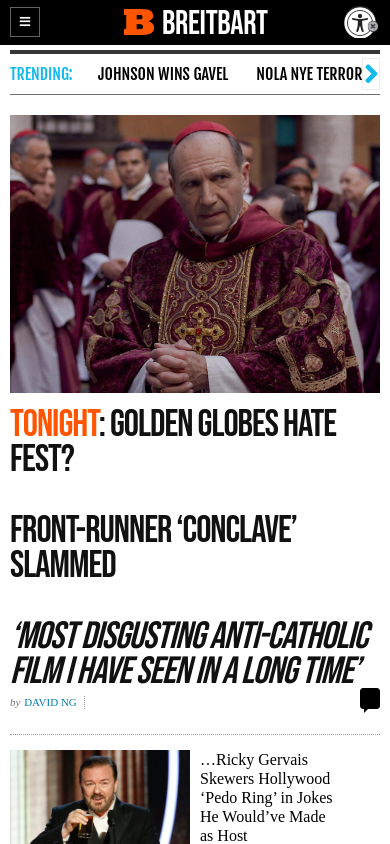 BREITBART
TRENDING:
JOHNSON WINS GAVEL
NOLA NYE TERROR
TONIGHT: GOLDEN GLOBES HATE
FEST?
FRONT-RUNNER ‘CONCLAVE’
SLAMMED
‘MOST DISGUSTING ANTI-CATHOLIC
FILM I HAVE SEEN IN A LONG TIME’
by DAVID NG
…Ricky Gervais
Skewers Hollywood
‘Pedo Ring’ in Jokes
He Would’ve Made
as Host